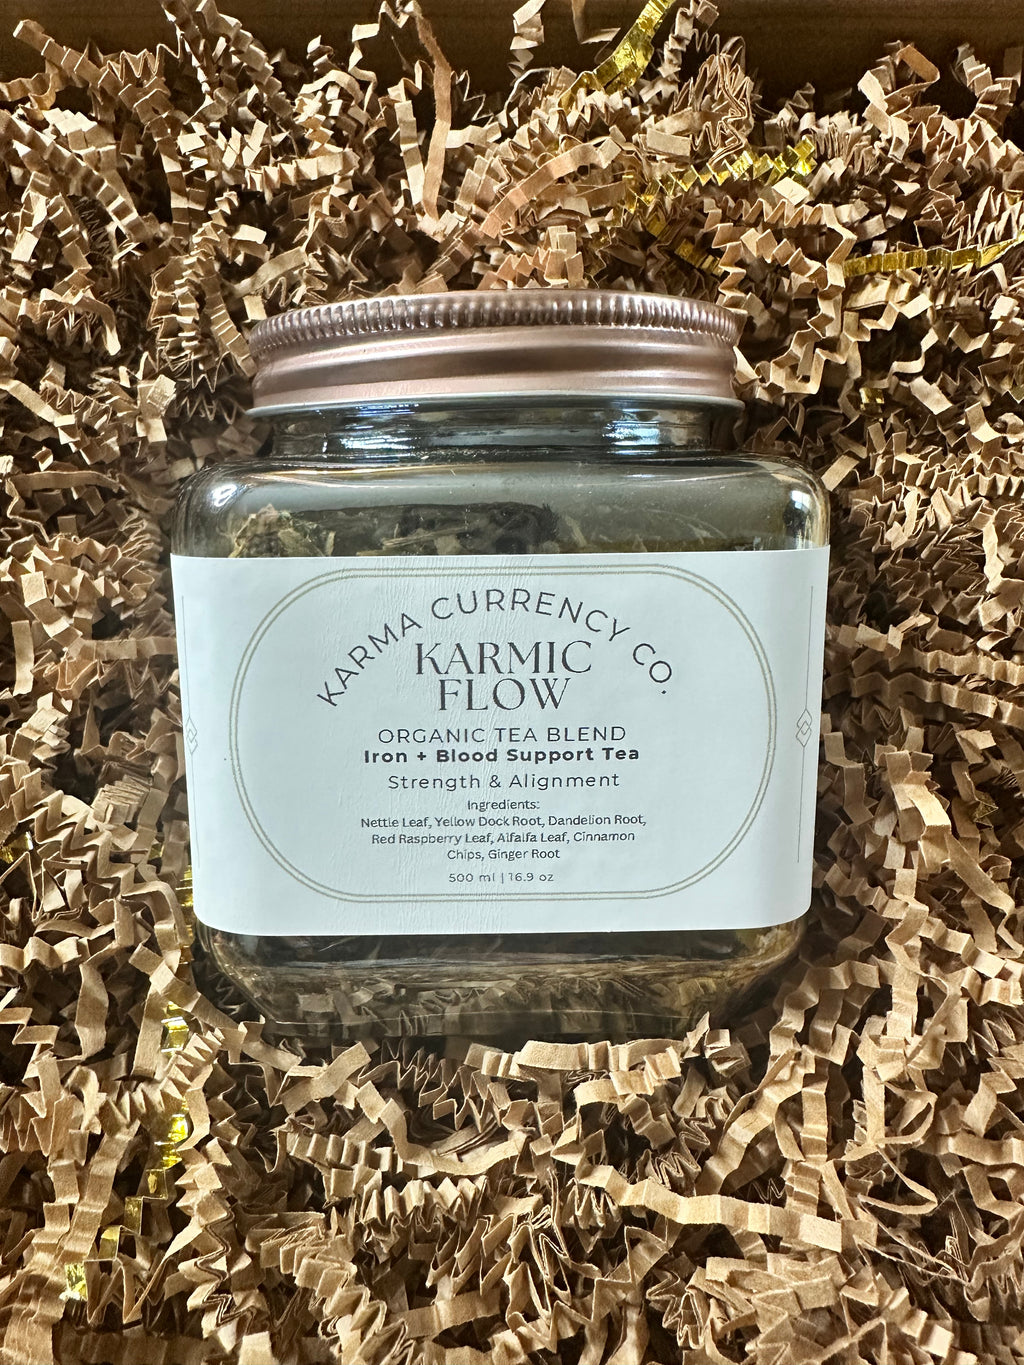 KARMA CURRENCY CO.
KARMIC
FLOW
ORGANIC TEA BLEND
Iron + Blood Support Tea
Strength & Alignment
Ingredients:
Nettle Leaf, Yellow Dock Root, Dandelion Root,
Red Raspberry Leaf, Alfalfa Leaf, Cinnamon
Chips, Ginger Root
500 ml | 16.9 oz